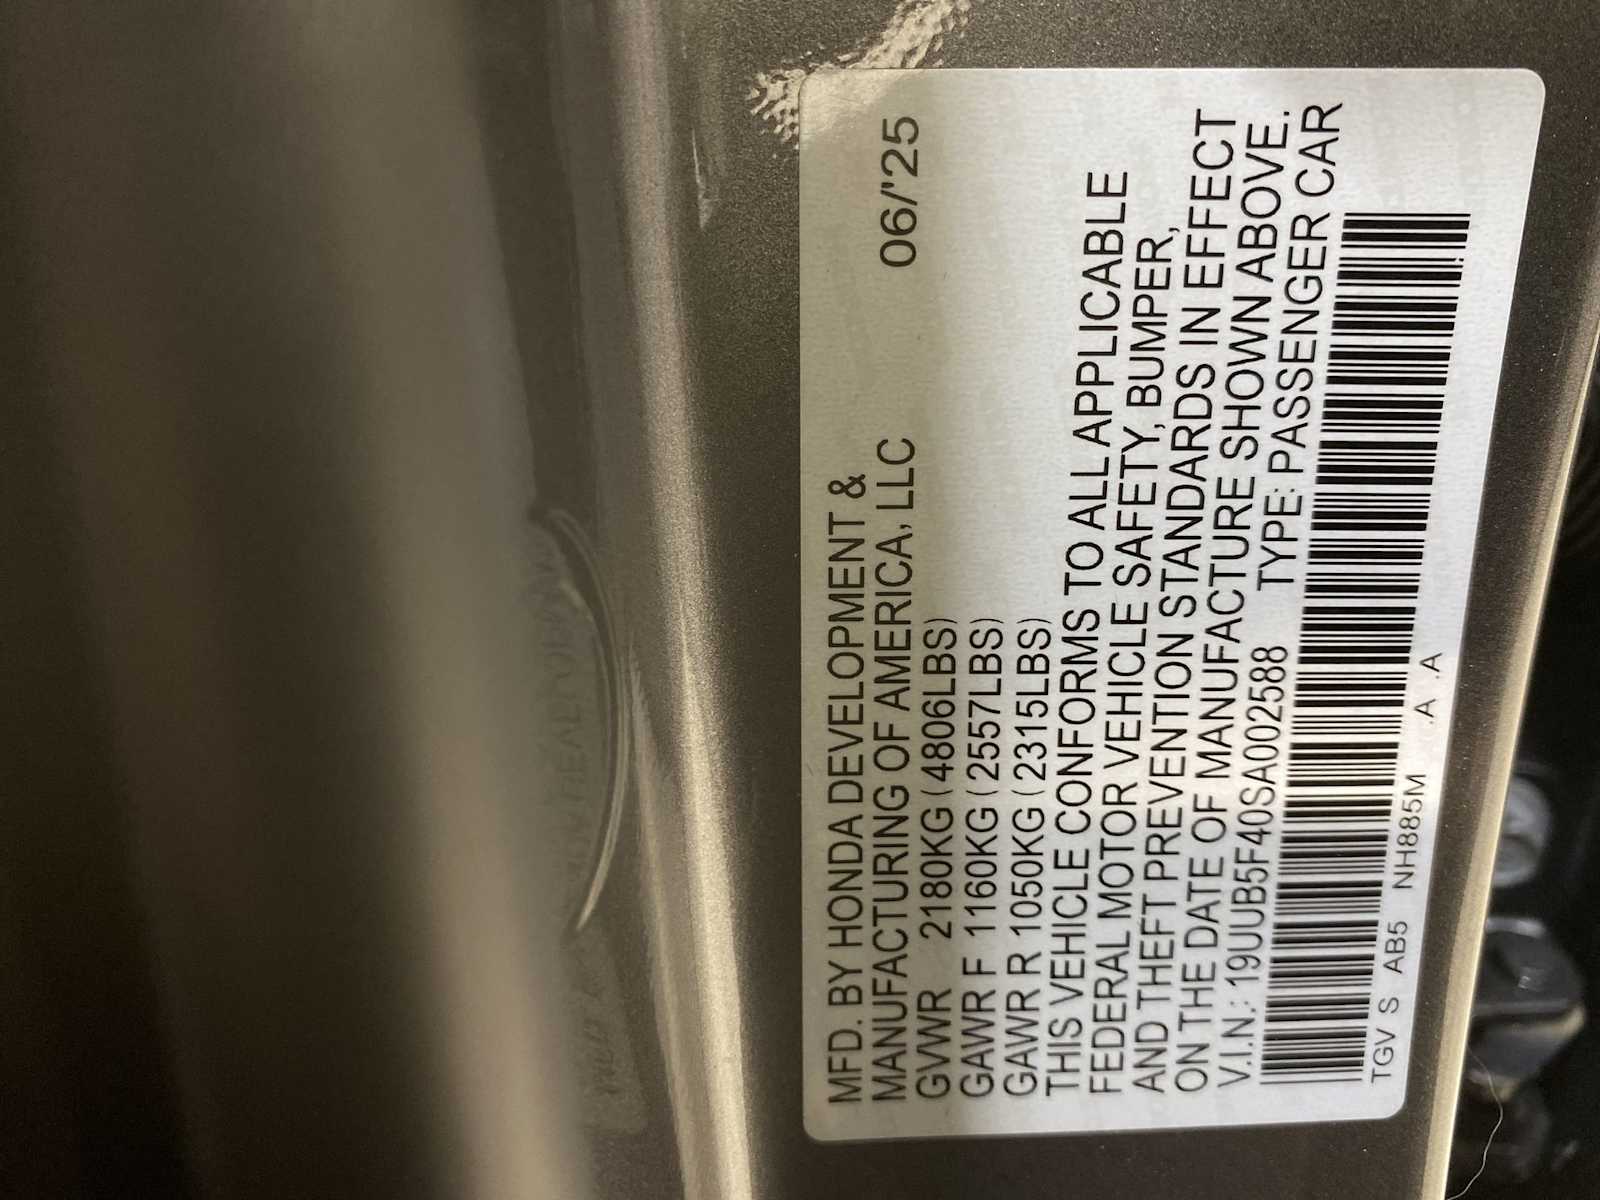 MFD. BY HONDA DEVELOPMENT &
MANUFACTURING OF AMERICA, LLC 06/'25
GVWR 2180KG (4806LBS)
GAWR F 1160KG (2557LBS)
GAWR R 1050KG (2315LBS)
THIS VEHICLE CONFORMS TO ALL APPLICABLE
FEDERAL MOTOR VEHICLE SAFETY, BUMPER,
AND THEFT PREVENTION STANDARDS IN EFFECT
ON THE DATE OF MANUFACTURE SHOWN ABOVE.
V.I.N.: 19UUB5F40SA002588 TYPE: PASSENGER CAR
TGV S AB5 NH885M .A .A